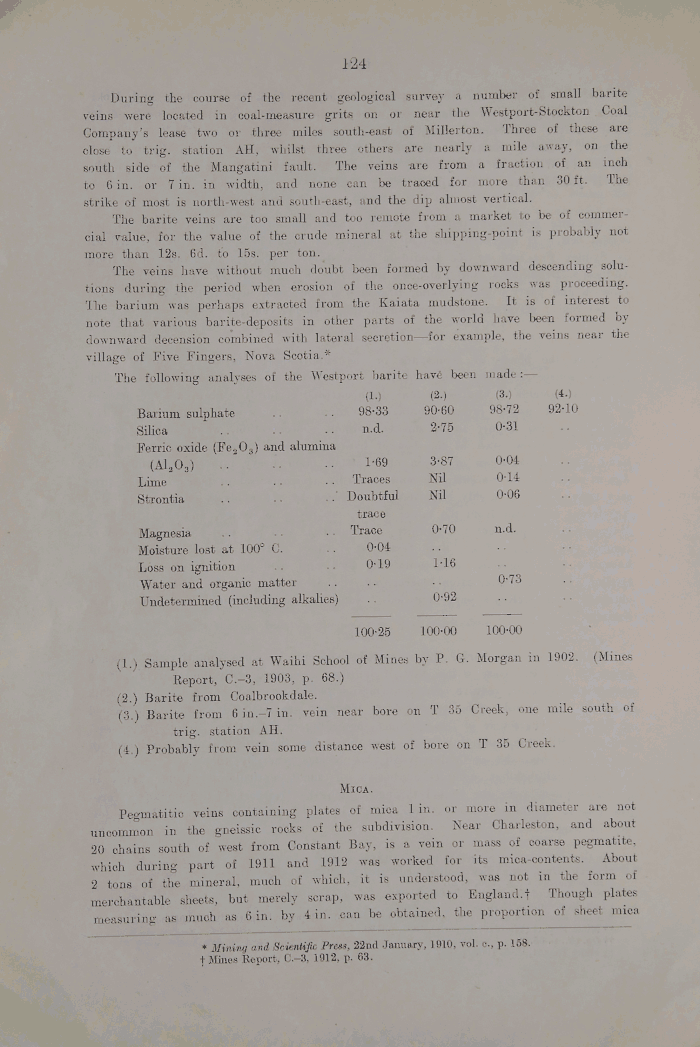 124
During the course of the recent geological survey a number of small barite
veins were located in coal-measure grits on or near the Westport-Stockton Coal
Company's lease two or three miles south-east of Millerton. Three of these are
close to trig. station AH, whilst three others are nearly a mile away, on the
south side of the Mangatini fault. The veins are from a fraction of an inch
to 6 in. or 7 in. in width, and none can be traced for more than 30 ft. The
strike of most is north-west and south-east, and the dip almost vertical.
The barite veins are too small and too remote from a market to be of commer-
cial value, for the value of the crude mineral at the shipping-point is probably not
more than 12s. 6d. to 15s. per ton.
The veins have without much doubt been formed by downward descending solu-
tions during the period when erosion of the once-overlying rocks was proceeding.
The barium was perhaps extracted from the Kaiata mudstone. It is of interest to
note that various barite-deposits in other parts of the world have been formed by
downward decension combined with lateral secretion—for example, the veins near the
village of Five Fingers, Nova Scotia.*
The following analyses of the Westport barite have been made :—
(1.) (2.) (3.) (4.)
Barium sulphate .. .. 98·33 90·60 98·72 92·10
Silica .. .. .. n.d. 2·75 0·31 ..
Ferric oxide (Fe₂O₃) and alumina
(Al₂O₃) .. .. .. 1·69 3·87 0·04 ..
Lime .. .. .. Traces Nil 0·14 ..
Strontia .. .. .. Doubtful Nil 0·06 ..
trace
Magnesia .. .. .. Trace 0·70 n.d. ..
Moisture lost at 100° C. .. 0·04 .. .. ..
Loss on ignition .. .. 0·19 1·16 .. ..
Water and organic matter .. .. .. 0·73 ..
Undetermined (including alkalies) .. 0·92 .. ..
100·25 100·00 100·00
(1.) Sample analysed at Waihi School of Mines by P. G. Morgan in 1902. (Mines
Report, C.–3, 1903, p. 68.)
(2.) Barite from Coalbrookdale.
(3.) Barite from 6 in.–7 in. vein near bore on T 35 Creek, one mile south of
trig. station AH.
(4.) Probably from vein some distance west of bore on T 35 Creek.
MICA.
Pegmatitic veins containing plates of mica 1 in. or more in diameter are not
uncommon in the gneissic rocks of the subdivision. Near Charleston, and about
20 chains south of west from Constant Bay, is a vein or mass of coarse pegmatite,
which during part of 1911 and 1912 was worked for its mica-contents. About
2 tons of the mineral, much of which, it is understood, was not in the form of
merchantable sheets, but merely scrap, was exported to England.† Though plates
measuring as much as 6 in. by 4 in. can be obtained, the proportion of sheet mica
* Mining and Scientific Press, 22nd January, 1910, vol. c., p. 158.
† Mines Report, C.–3, 1912, p. 63.